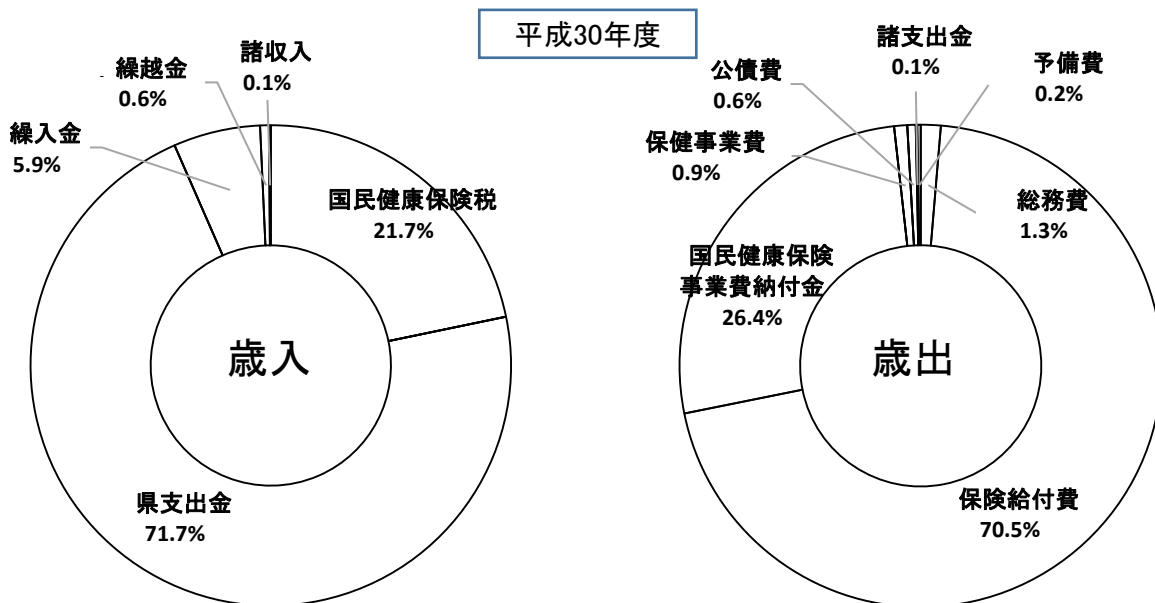 平成30年度
諸収入
0.1%
繰越金
0.6%
繰入金
5.9%
国民健康保険税
21.7%
歳入
県支出金
71.7%
諸支出金
0.1%
予備費
0.2%
公債費
0.6%
保健事業費
0.9%
総務費
1.3%
国民健康保険
事業費納付金
26.4%
歳出
保険給付費
70.5%